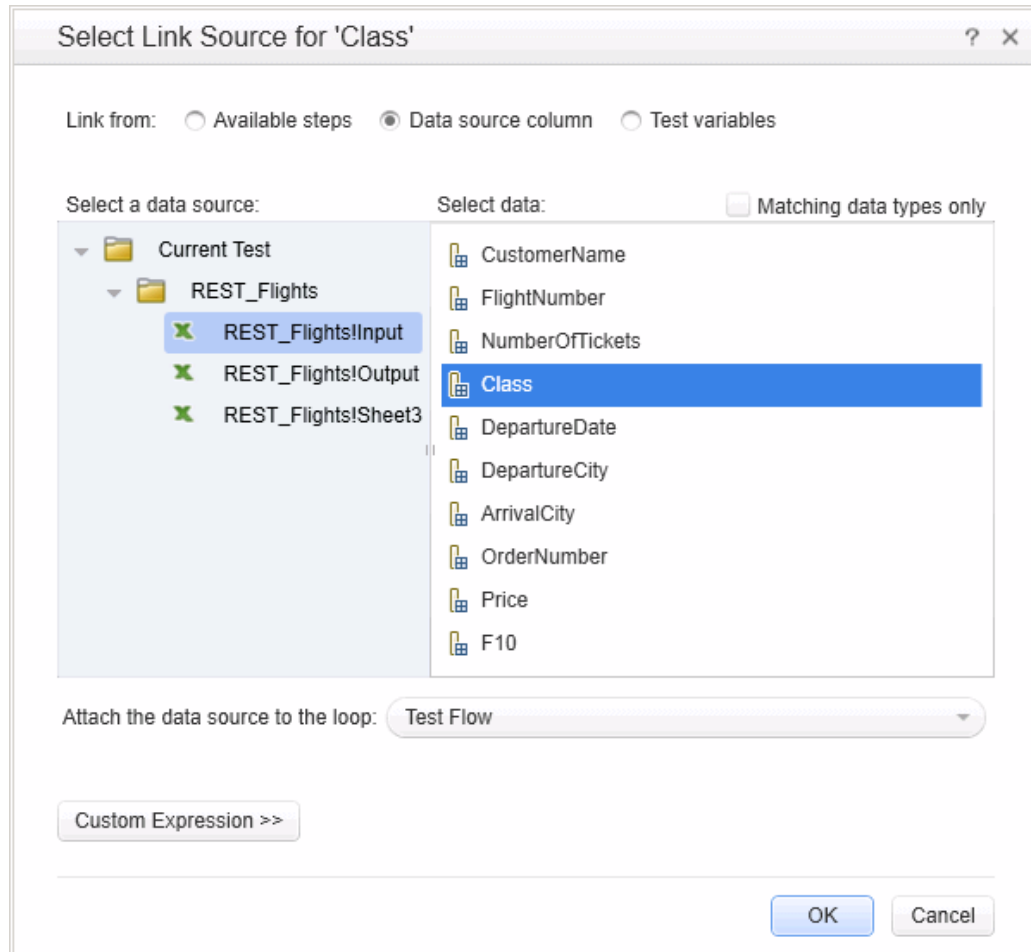 Select Link Source for 'Class' ? ×
Link from: Available steps Data source column Test variables
Select a data source: Select data: Matching data types only
Current Test
REST_Flights
REST_Flights!Input
REST_Flights!Output
REST_Flights!Sheet3
CustomerName
FlightNumber
NumberOfTickets
Class
DepartureDate
DepartureCity
ArrivalCity
OrderNumber
Price
F10
Attach the data source to the loop: Test Flow
Custom Expression >>
OK Cancel